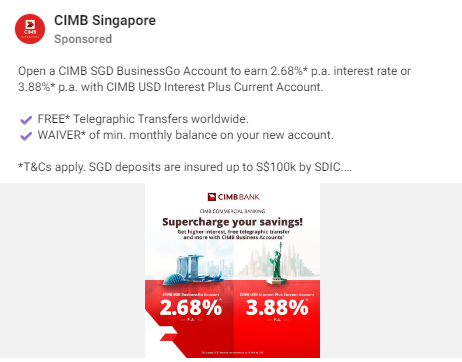 CIMB Singapore
Sponsored
Open a CIMB SGD BusinessGo Account to earn 2.68%* p.a. interest rate or
3.88%* p.a. with CIMB USD Interest Plus Current Account.
FREE* Telegraphic Transfers worldwide.
WAIVER* of min. monthly balance on your new account.
*T&Cs apply. SGD deposits are insured up to S$100k by SDIC....
CIMB BANK
CIMB COMMERCIAL BANKING
Supercharge your savings!
Get higher interest, free telegraphic transfer
and more with CIMB Business Accounts*
CIMB SGD BusinessGo Account
2.68%
P.A.
CIMB USD Interest Plus Current Account
3.88%
P.A.